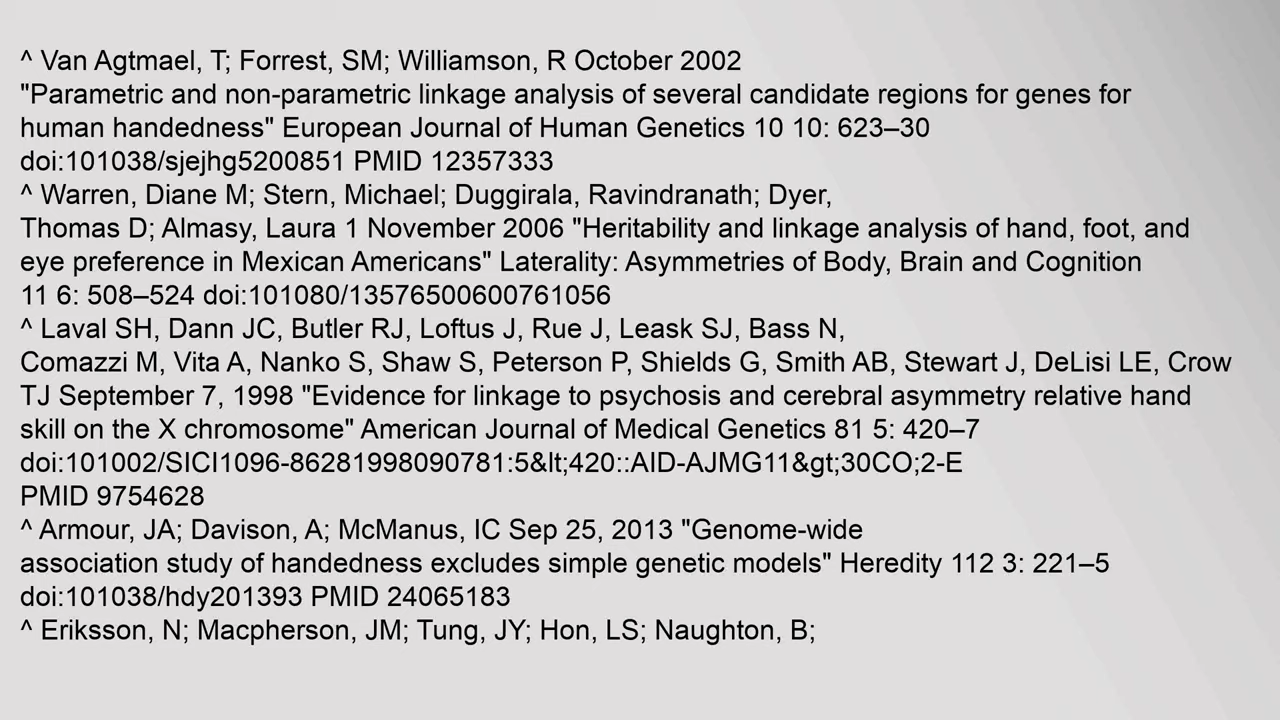 ^ Van Agtmael, T; Forrest, SM; Williamson, R October 2002
"Parametric and non-parametric linkage analysis of several candidate regions for genes for
human handedness" European Journal of Human Genetics 10 10: 623–30
doi:101038/sjejhg5200851 PMID 12357333
^ Warren, Diane M; Stern, Michael; Duggirala, Ravindranath; Dyer,
Thomas D; Almasy, Laura 1 November 2006 "Heritability and linkage analysis of hand, foot, and
eye preference in Mexican Americans" Laterality: Asymmetries of Body, Brain and Cognition
11 6: 508–524 doi:101080/13576500600761056
^ Laval SH, Dann JC, Butler RJ, Loftus J, Rue J, Leask SJ, Bass N,
Comazzi M, Vita A, Nanko S, Shaw S, Peterson P, Shields G, Smith AB, Stewart J, DeLisi LE, Crow
TJ September 7, 1998 "Evidence for linkage to psychosis and cerebral asymmetry relative hand
skill on the X chromosome" American Journal of Medical Genetics 81 5: 420–7
doi:101002/SICI1096-86281998090781:5&lt;420::AID-AJMG11&gt;30CO;2-E
PMID 9754628
^ Armour, JA; Davison, A; McManus, IC Sep 25, 2013 "Genome-wide
association study of handedness excludes simple genetic models" Heredity 112 3: 221–5
doi:101038/hdy201393 PMID 24065183
^ Eriksson, N; Macpherson, JM; Tung, JY; Hon, LS; Naughton, B;